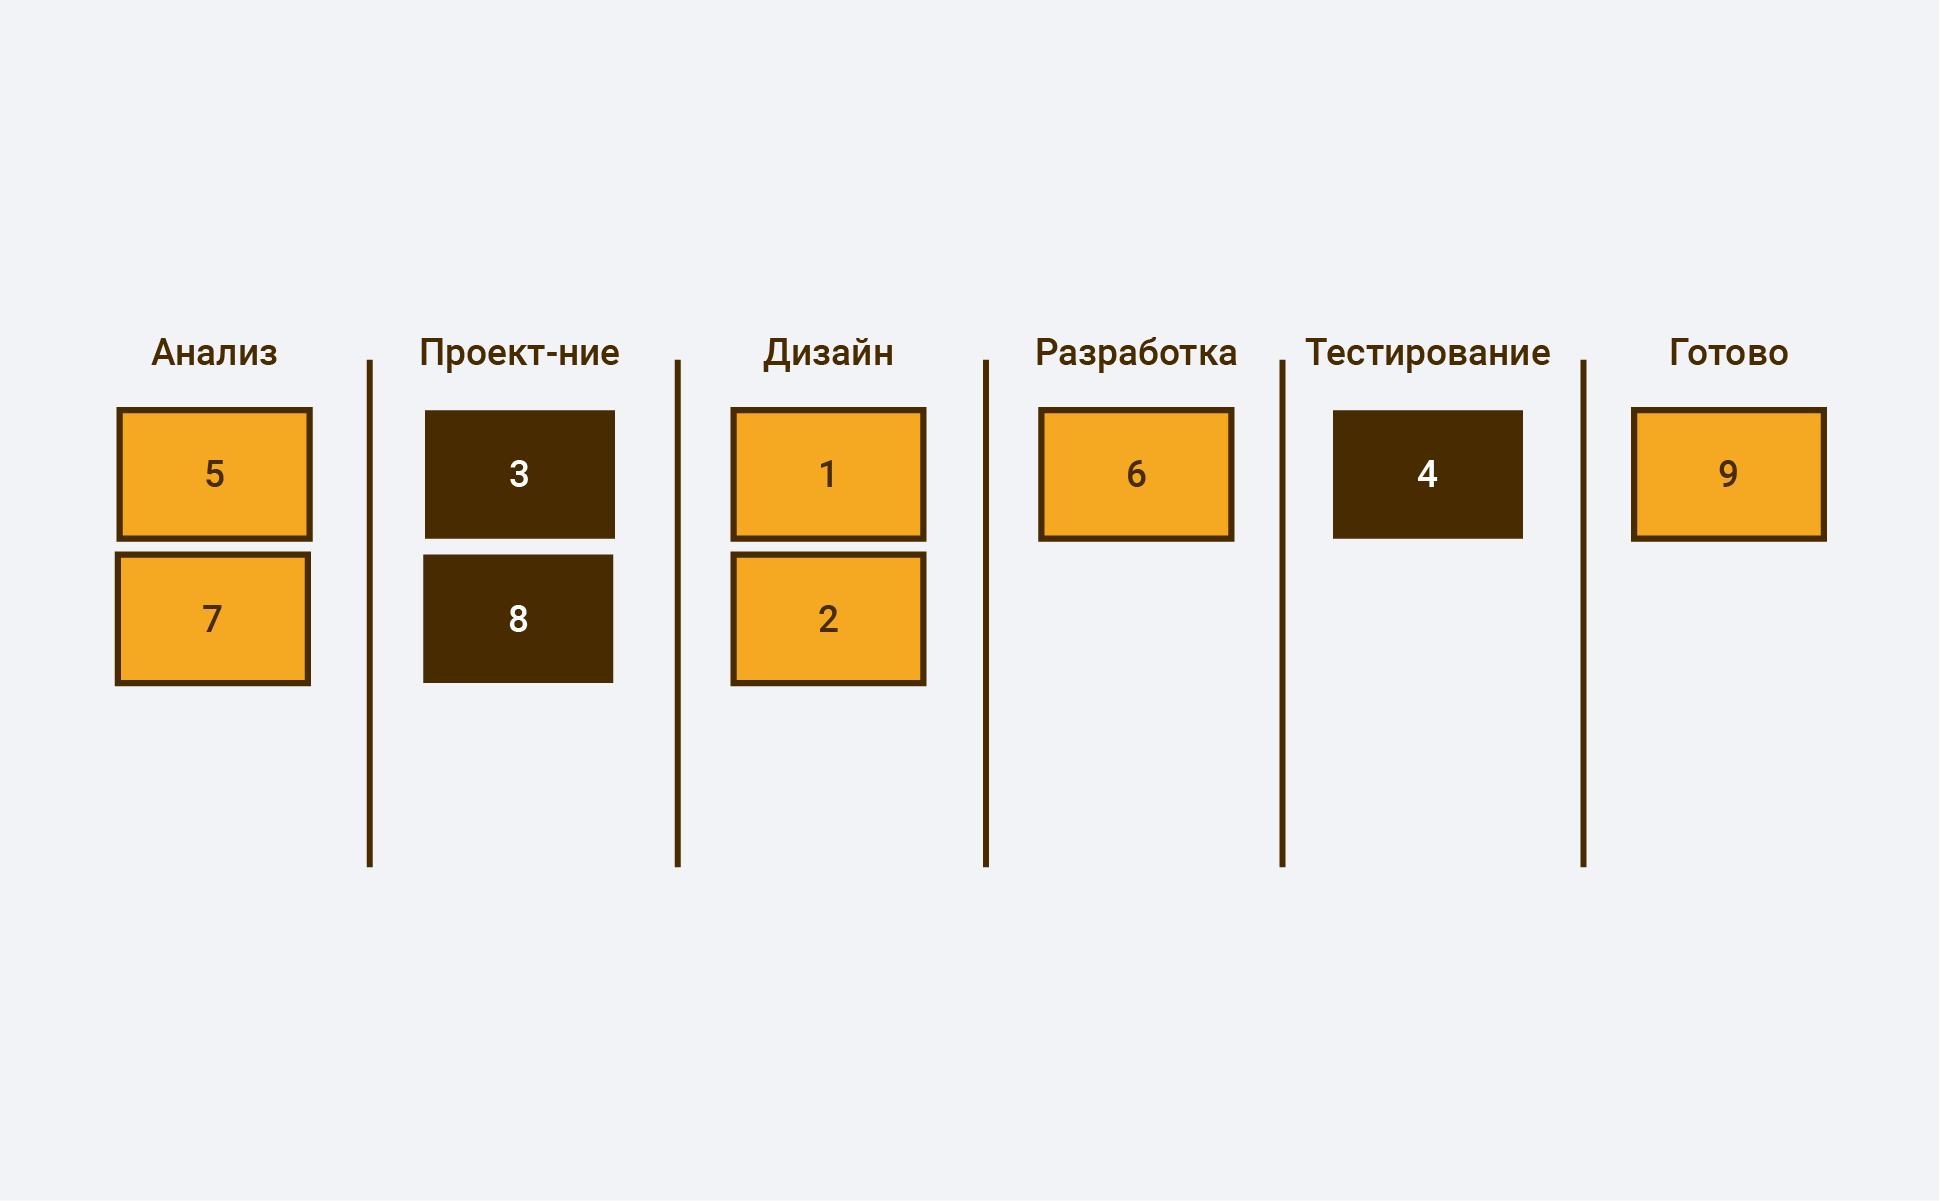 Анализ
Проект-ние
Дизайн
Разработка
Тестирование
Готово
5
3
1
6
4
9
7
8
2